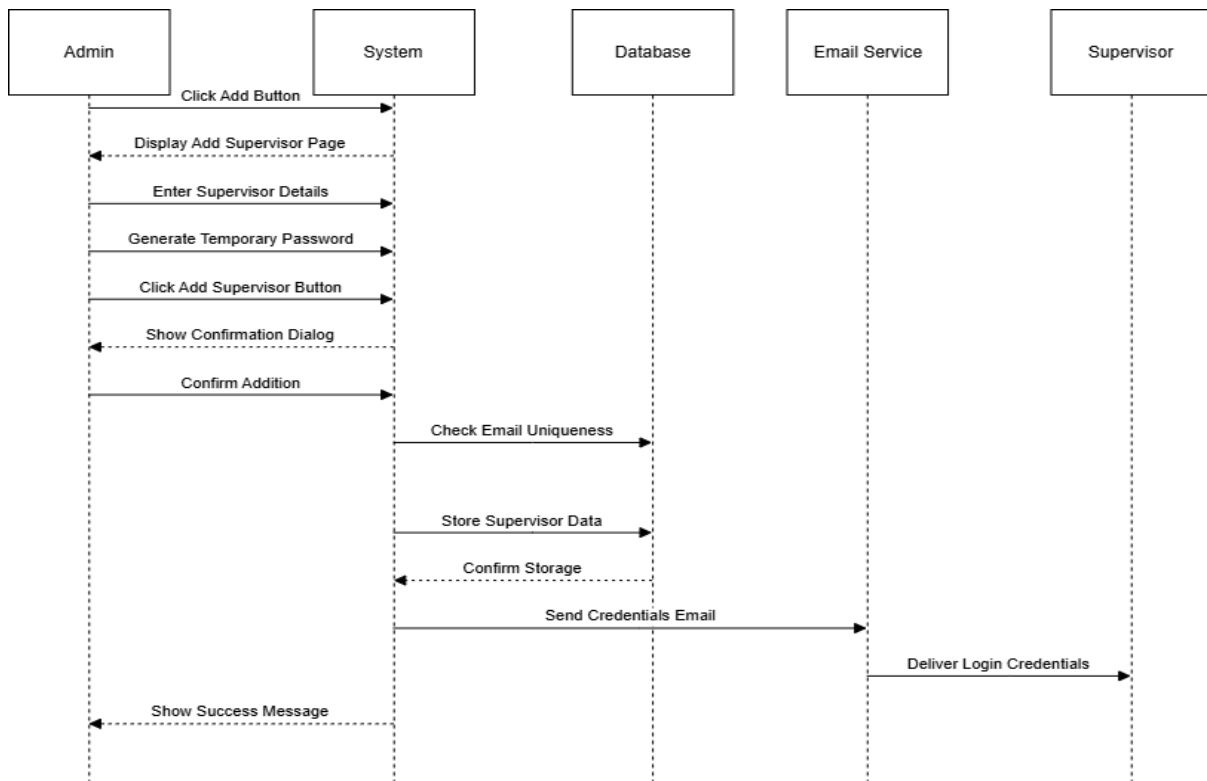 Admin
System
Database
Email Service
Supervisor
Click Add Button
Display Add Supervisor Page
Enter Supervisor Details
Generate Temporary Password
Click Add Supervisor Button
Show Confirmation Dialog
Confirm Addition
Check Email Uniqueness
Store Supervisor Data
Confirm Storage
Send Credentials Email
Deliver Login Credentials
Show Success Message